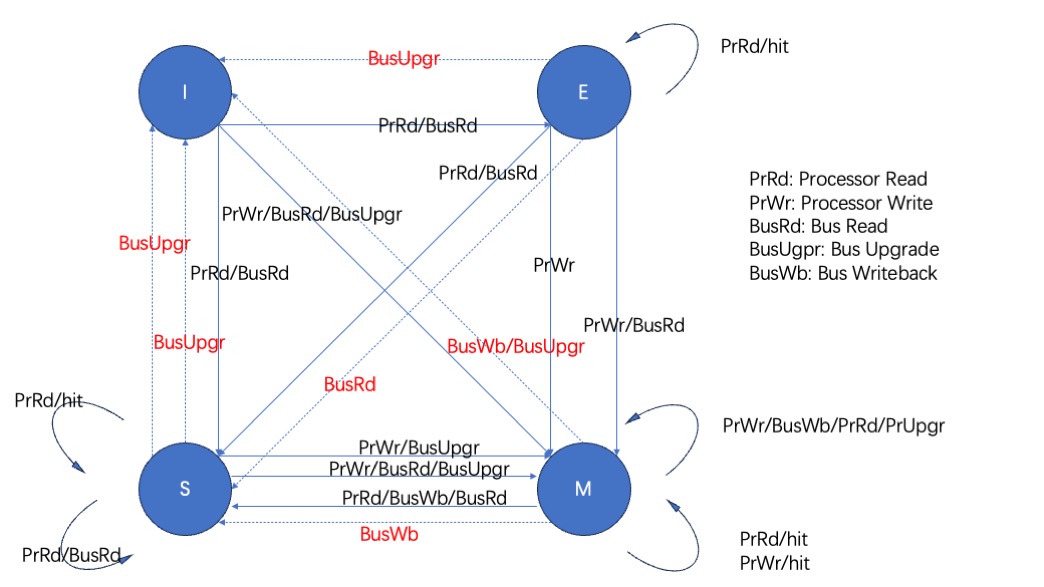 PrRd/hit
BusUpgr
I
E
PrRd/BusRd
PrRd/BusRd
PrRd: Processor Read
PrWr: Processor Write
BusRd: Bus Read
BusUgpr: Bus Upgrade
BusWb: Bus Writeback
PrWr/BusRd/BusUpgr
BusUpgr
PrRd/BusRd
PrWr
PrWr/BusRd
BusUpgr
BusWb/BusUpgr
BusRd
PrRd/hit
PrWr/BusWb/PrRd/PrUpgr
PrWr/BusUpgr
PrWr/BusRd/BusUpgr
S
M
PrRd/BusWb/BusRd
BusWb
PrRd/BusRd
PrRd/hit
PrWr/hit